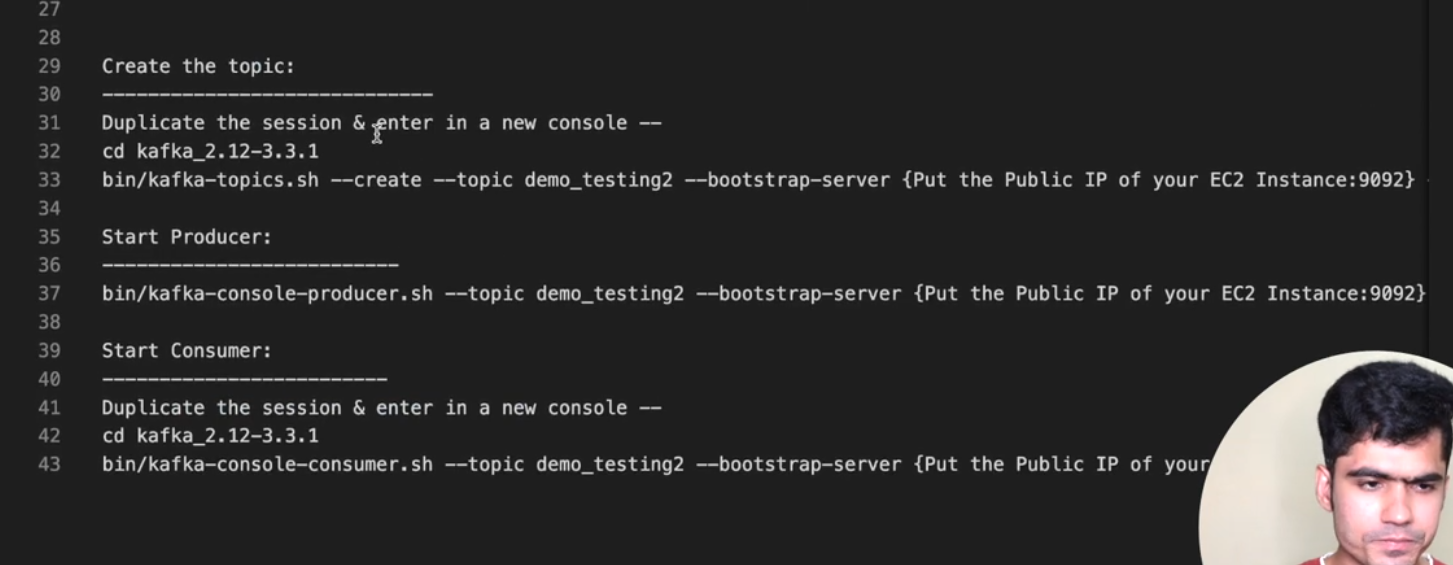 27
28
29 Create the topic:
30 -----------------------------
31 Duplicate the session & enter in a new console --
32 cd kafka_2.12-3.3.1
33 bin/kafka-topics.sh --create --topic demo_testing2 --bootstrap-server {Put the Public IP of your EC2 Instance:9092}
34
35 Start Producer:
36 --------------------------
37 bin/kafka-console-producer.sh --topic demo_testing2 --bootstrap-server {Put the Public IP of your EC2 Instance:9092}
38
39 Start Consumer:
40 -------------------------
41 Duplicate the session & enter in a new console --
42 cd kafka_2.12-3.3.1
43 bin/kafka-console-consumer.sh --topic demo_testing2 --bootstrap-server {Put the Public IP of your